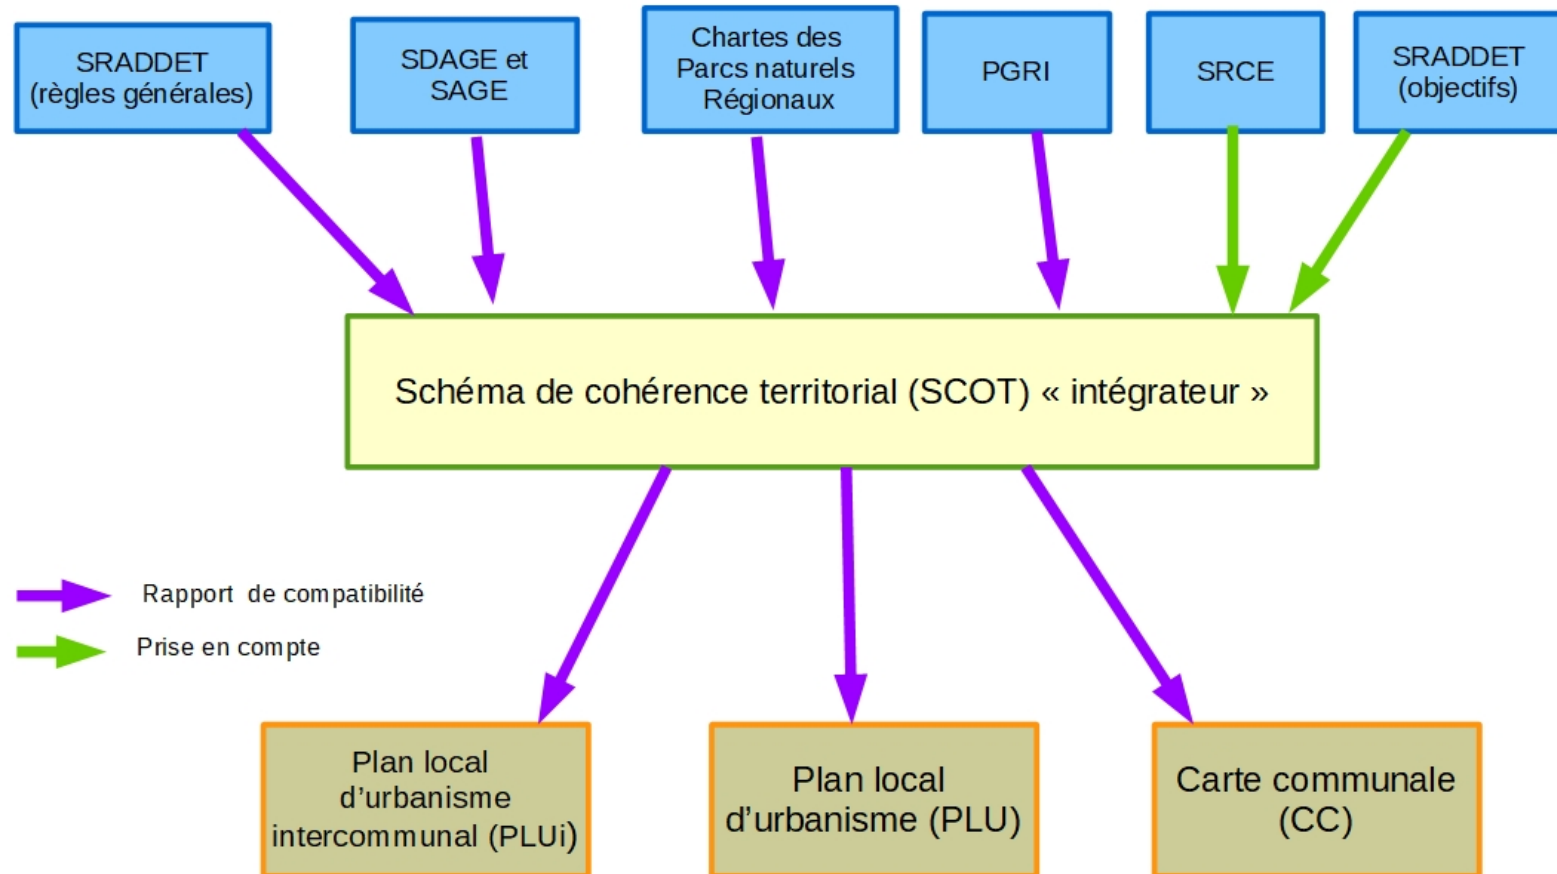 SRADDET
(règles générales)
SDAGE et
SAGE
Chartes des
Parcs naturels
Régionaux
PGRI
SRCE
SRADDET
(objectifs)
Schéma de cohérence territorial (SCOT) « intégrateur »
Rapport de compatibilité
Prise en compte
Plan local
d’urbanisme
intercommunal (PLUi)
Plan local
d’urbanisme (PLU)
Carte communale
(CC)